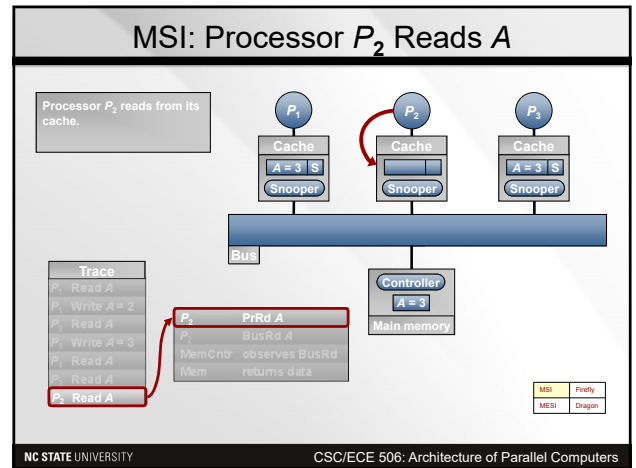 MSI: Processor P2 Reads A
Processor P2 reads from its
cache.
P1
P2
P3
Cache
Cache
Cache
A = 3 S
A = 3 S
Snooper
Snooper
Snooper
Bus
Trace
P1 Read A
P1 Write A = 2
Read A
Write A = 3
P1 Read A
Read A
P2 Read A
P2 PrRd A
P2 BusRd A
MemCntr observes BusRd
Mem returns data
Controller
A = 3
Main memory
MSI Firefly
MESI Dragon
NC STATE UNIVERSITY
CSC/ECE 506: Architecture of Parallel Computers